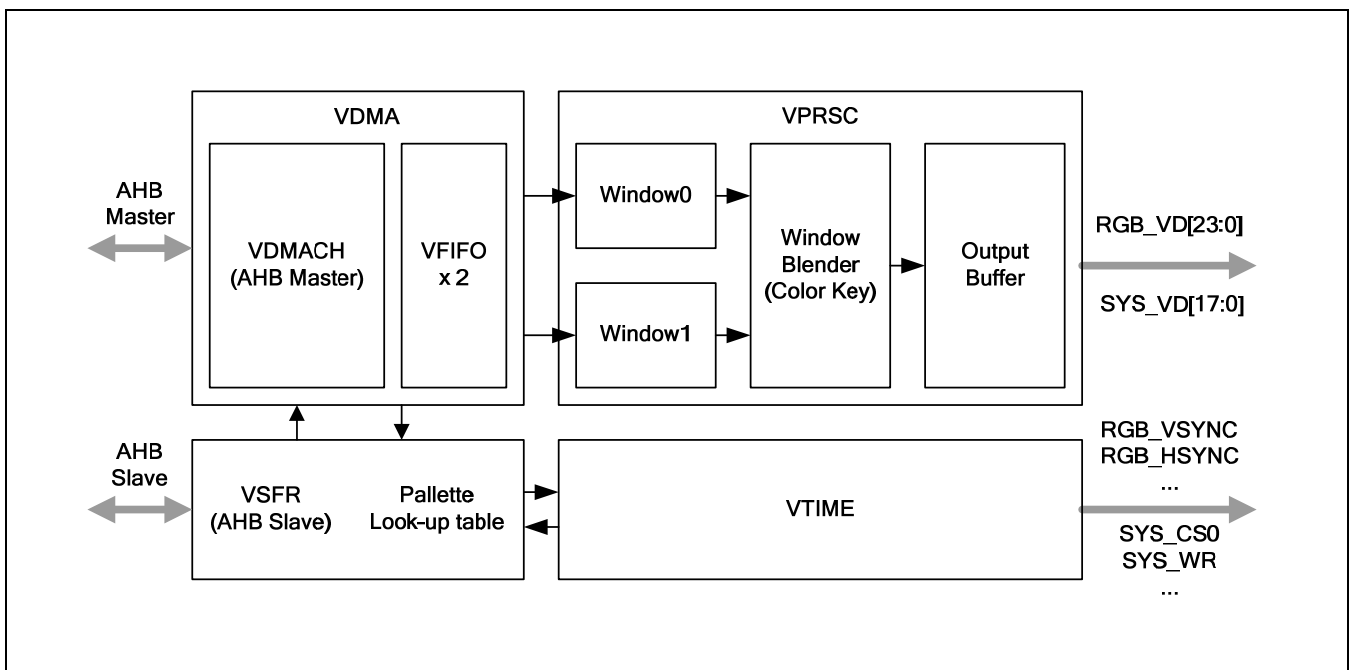 VDMA
VPRSC
AHB
Master
VDMACH
(AHB Master)
VFIFO
x 2
Window0
Window1
Window
Blender
(Color Key)
Output
Buffer
RGB_VD[23:0]
SYS_VD[17:0]
AHB
Slave
VSFR
(AHB Slave)
Pallette
Look-up table
VTIME
RGB_VSYNC
RGB_HSYNC
...
SYS_CS0
SYS_WR
...